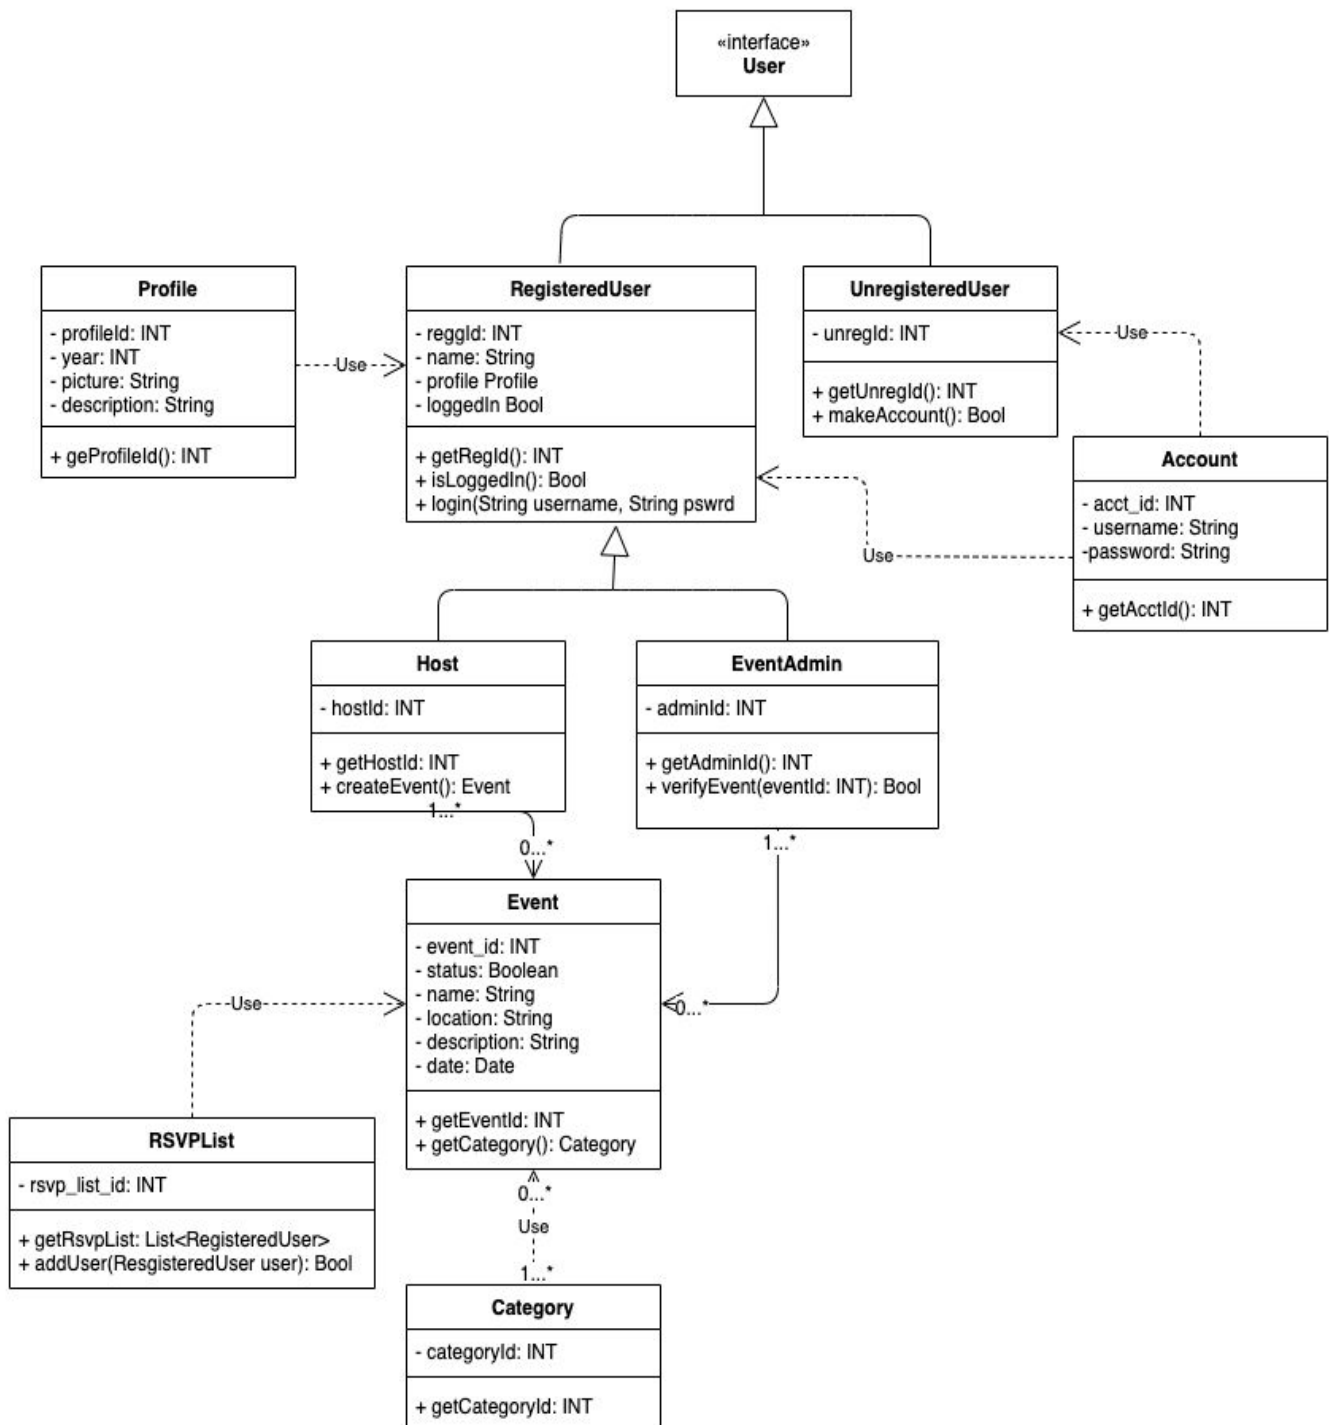 «interface»
User
Profile
- profileId: INT
- year: INT
- picture: String
- description: String
+ geProfileId(): INT
Use
RegisteredUser
- reggId: INT
- name: String
- profile Profile
- loggedIn Bool
+ getRegId(): INT
+ isLoggedIn(): Bool
+ login(String username, String pswrd
UnregisteredUser
- unregId: INT
+ getUnregId(): INT
+ makeAccount(): Bool
Use
Account
- acct_id: INT
- username: String
-password: String
+ getAcctId(): INT
Use
Host
- hostId: INT
+ getHostId: INT
+ createEvent(): Event
1...*
0...*
EventAdmin
- adminId: INT
+ getAdminId(): INT
+ verifyEvent(eventId: INT): Bool
1...*
0...*
Event
- event_id: INT
- status: Boolean
- name: String
- location: String
- description: String
- date: Date
+ getEventId: INT
+ getCategory(): Category
Use
RSVPList
- rsvp_list_id: INT
+ getRsvpList: List<RegisteredUser>
+ addUser(ResgisteredUser user): Bool
0...*
Use
1...*
Category
- categoryId: INT
+ getCategoryId: INT